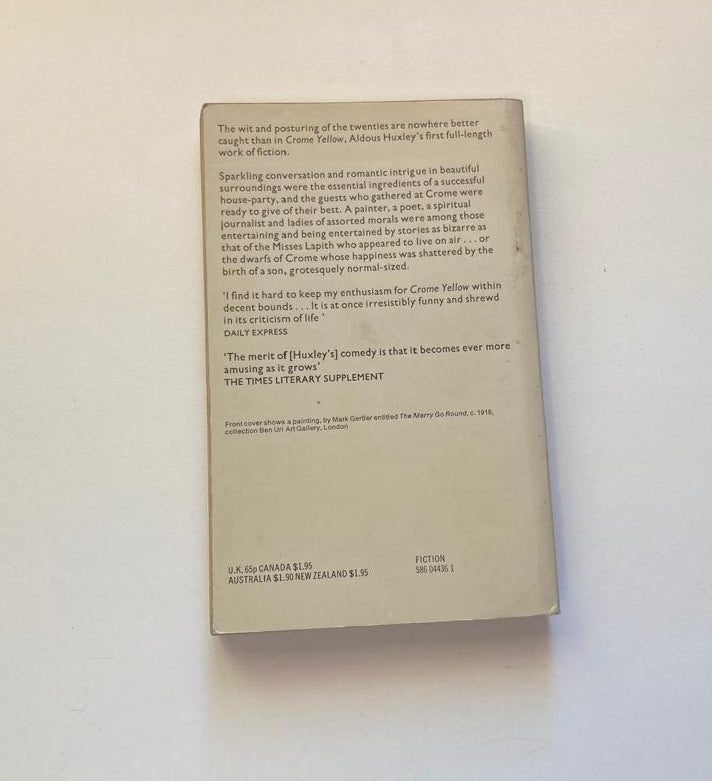 The wit and posturing of the twenties are nowhere better
caught than in Crome Yellow, Aldous Huxley's first full-length
work of fiction.
Sparkling conversation and romantic intrigue in beautiful
surroundings were the essential ingredients of a successful
house-party, and the guests who gathered at Crome were
ready to give of their best. A painter, a poet, a spiritual
journalist and ladies of assorted morals were among those
entertaining and being entertained by stories as bizarre as
that of the Misses Lapith who appeared to live on air . . . or
the dwarfs of Crome whose happiness was shattered by the
birth of a son, grotesquely normal-sized.
'I find it hard to keep my enthusiasm for Crome Yellow within
decent bounds . . . It is at once irresistibly funny and shrewd
in its criticism of life '
DAILY EXPRESS
'The merit of [Huxley's] comedy is that it becomes ever more
amusing as it grows'
THE TIMES LITERARY SUPPLEMENT
Front cover shows a painting, by Mark Gertler entitled The Merry Go Round, c. 1916,
collection Ben Uri Art Gallery, London
U.K. 65p CANADA $1.95
AUSTRALIA $1.90 NEW ZEALAND $1.95
FICTION
586 04436 1